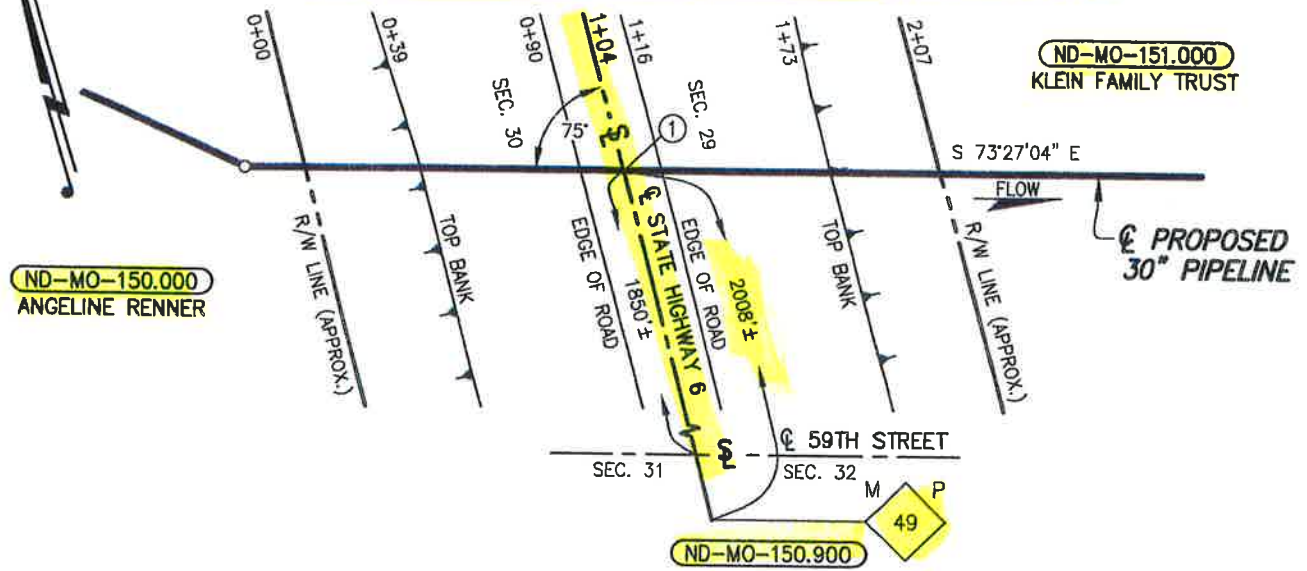 0+00
0+39
0+90
1+04
1+16
1+73
2+07
ND-MO-151.000
KLEIN FAMILY TRUST
SEC. 30
75°
SEC. 29
1
S 73°27'04" E
FLOW
℄ PROPOSED
30" PIPELINE
ND-MO-150.000
ANGELINE RENNER
R/W LINE (APPROX.)
TOP BANK
EDGE OF ROAD
1850'±
℄ STATE HIGHWAY 6
EDGE OF ROAD
2008'±
TOP BANK
R/W LINE (APPROX.)
℄ 59TH STREET
SEC. 31
SEC. 32
M P
49
ND-MO-150.900